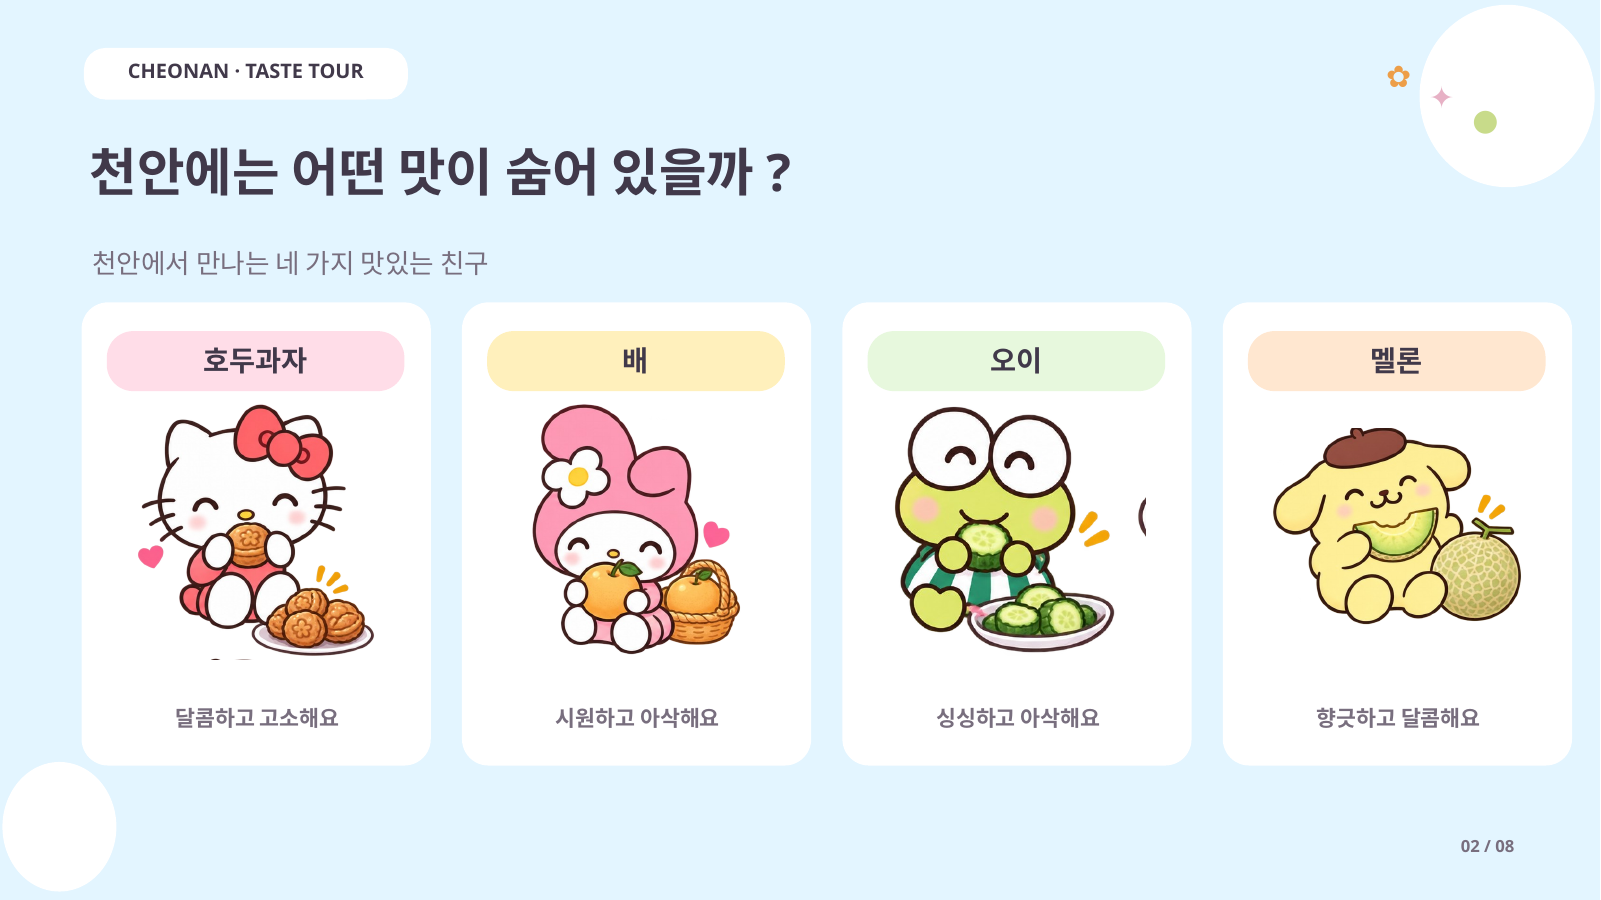 CHEONAN · TASTE TOUR
천안에는 어떤 맛이 숨어 있을까 ?
천안에서 만나는 네 가지 맛있는 친구
호두과자
달콤하고 고소해요
배
시원하고 아삭해요
오이
싱싱하고 아삭해요
멜론
향긋하고 달콤해요
02 / 08